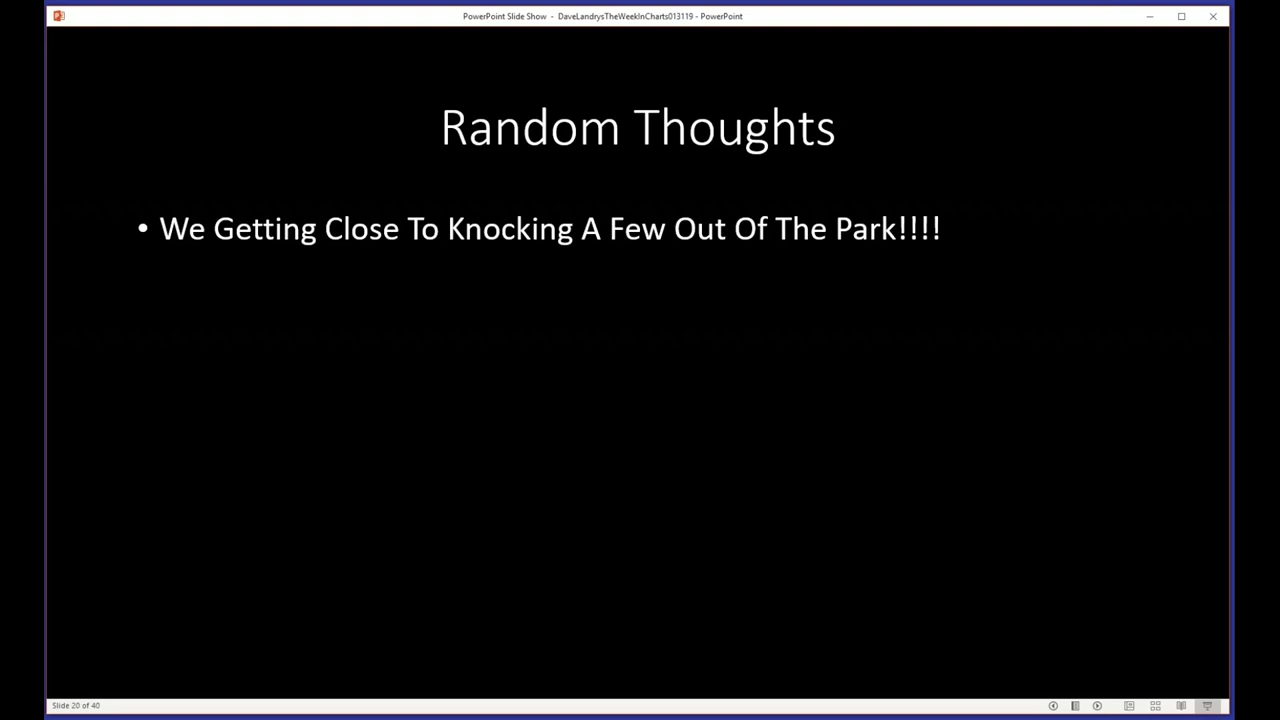 PowerPoint Slide Show - DaveLandrysTheWeekInCharts013119 - PowerPoint
Random Thoughts
• We Getting Close To Knocking A Few Out Of The Park!!!!
Slide 20 of 40